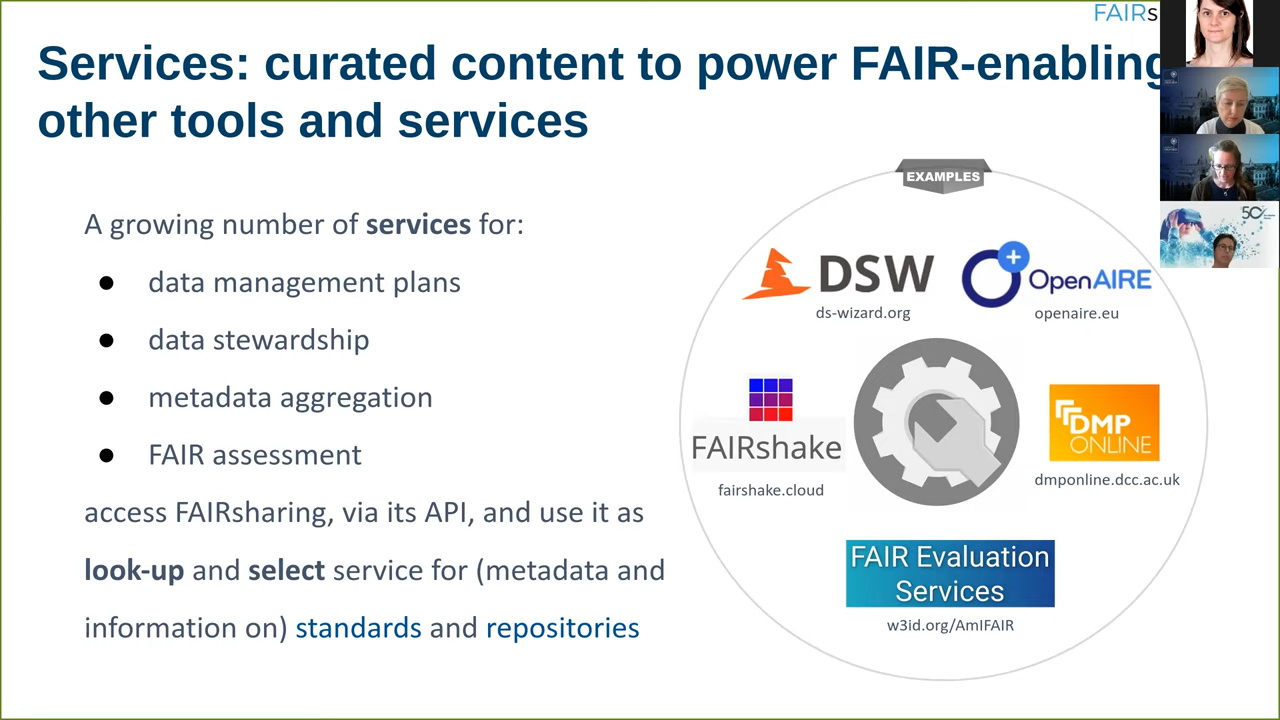 FAIRs
Services: curated content to power FAIR-enabling
other tools and services
A growing number of services for:
● data management plans
● data stewardship
● metadata aggregation
● FAIR assessment
access FAIRsharing, via its API, and use it as
look-up and select service for (metadata and
information on) standards and repositories
EXAMPLES
DSW
ds-wizard.org
OpenAIRE
openaire.eu
FAIRshake
fairshake.cloud
DMP
ONLINE
dmponline.dcc.ac.uk
FAIR Evaluation
Services
w3id.org/AmIFAIR
50